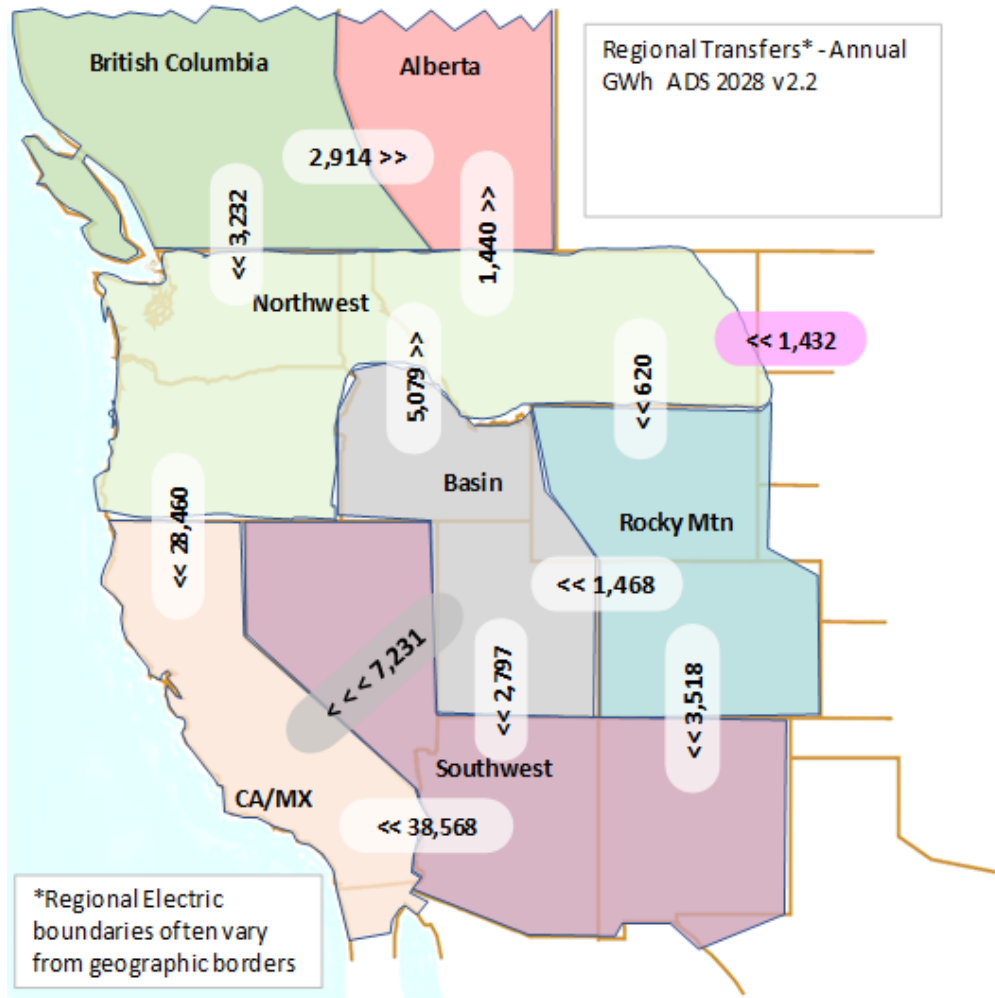 Regional Transfers* - Annual
GWh ADS 2028 v2.2
British Columbia
Alberta
2,914 >>
<< 3,232
1,440 >>
Northwest
<< 1,432
5,079 >>
<< 620
Basin
Rocky Mtn
<< 28,460
<< 1,468
< < < 7,231
<< 2,797
<< 3,518
Southwest
CA/MX
<< 38,568
*Regional Electric
boundaries often vary
from geographic borders